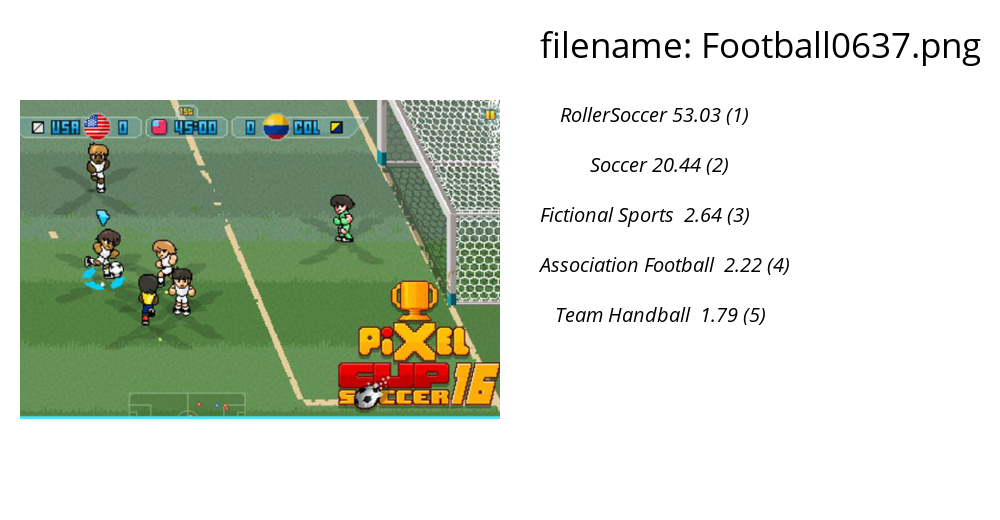 filename: Football0637.png
RollerSoccer 53.03 (1)
Soccer 20.44 (2)
Fictional Sports 2.64 (3)
Association Football 2.22 (4)
Team Handball 1.79 (5)
1St
USA 0 45:00 0 COL
PiXEL
CUP
SOCCER 16